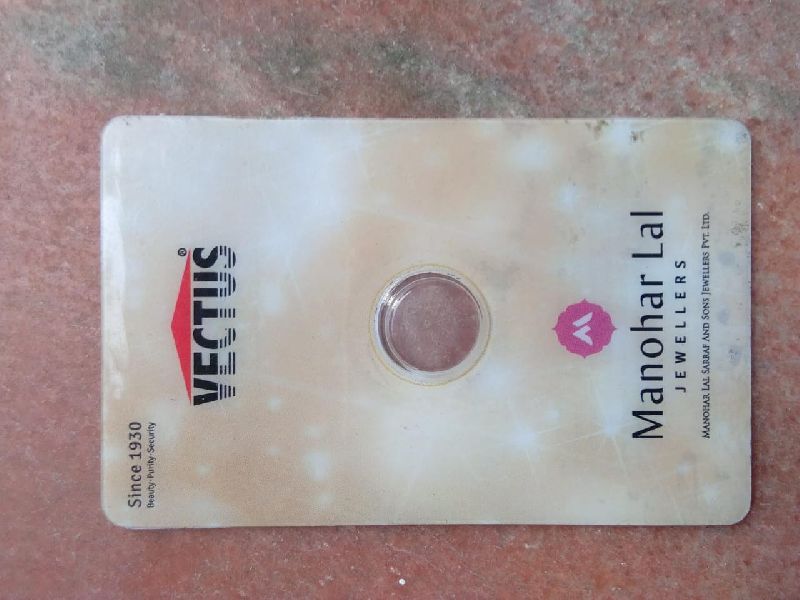 Since 1930
Beauty·Purity·Security
VECTUS®
Manohar Lal
JEWELLERS
MANOHAR LAL SARRAF AND SONS JEWELLERS PVT. LTD.